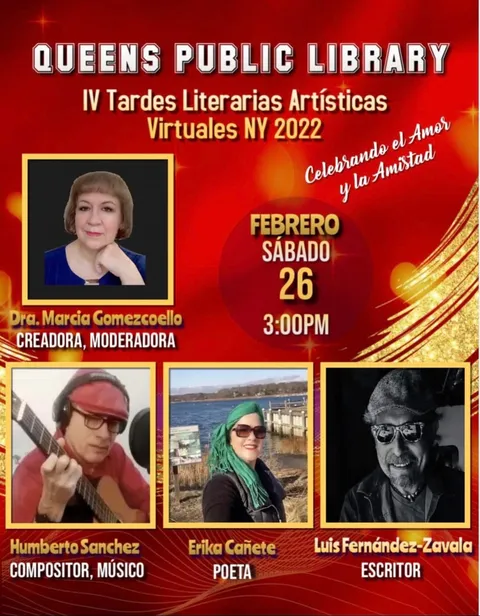 QUEENS PUBLIC LIBRARY
IV Tardes Literarias Artísticas
Virtuales NY 2022
Celebrando el Amor
y la Amistad
FEBRERO
SÁBADO
26
3:00PM
Dra. Marcia Gomezcoello
CREADORA, MODERADORA
Humberto Sanchez
COMPOSITOR, MÚSICO
Erika Cañete
POETA
Luis Fernández-Zavala
ESCRITOR